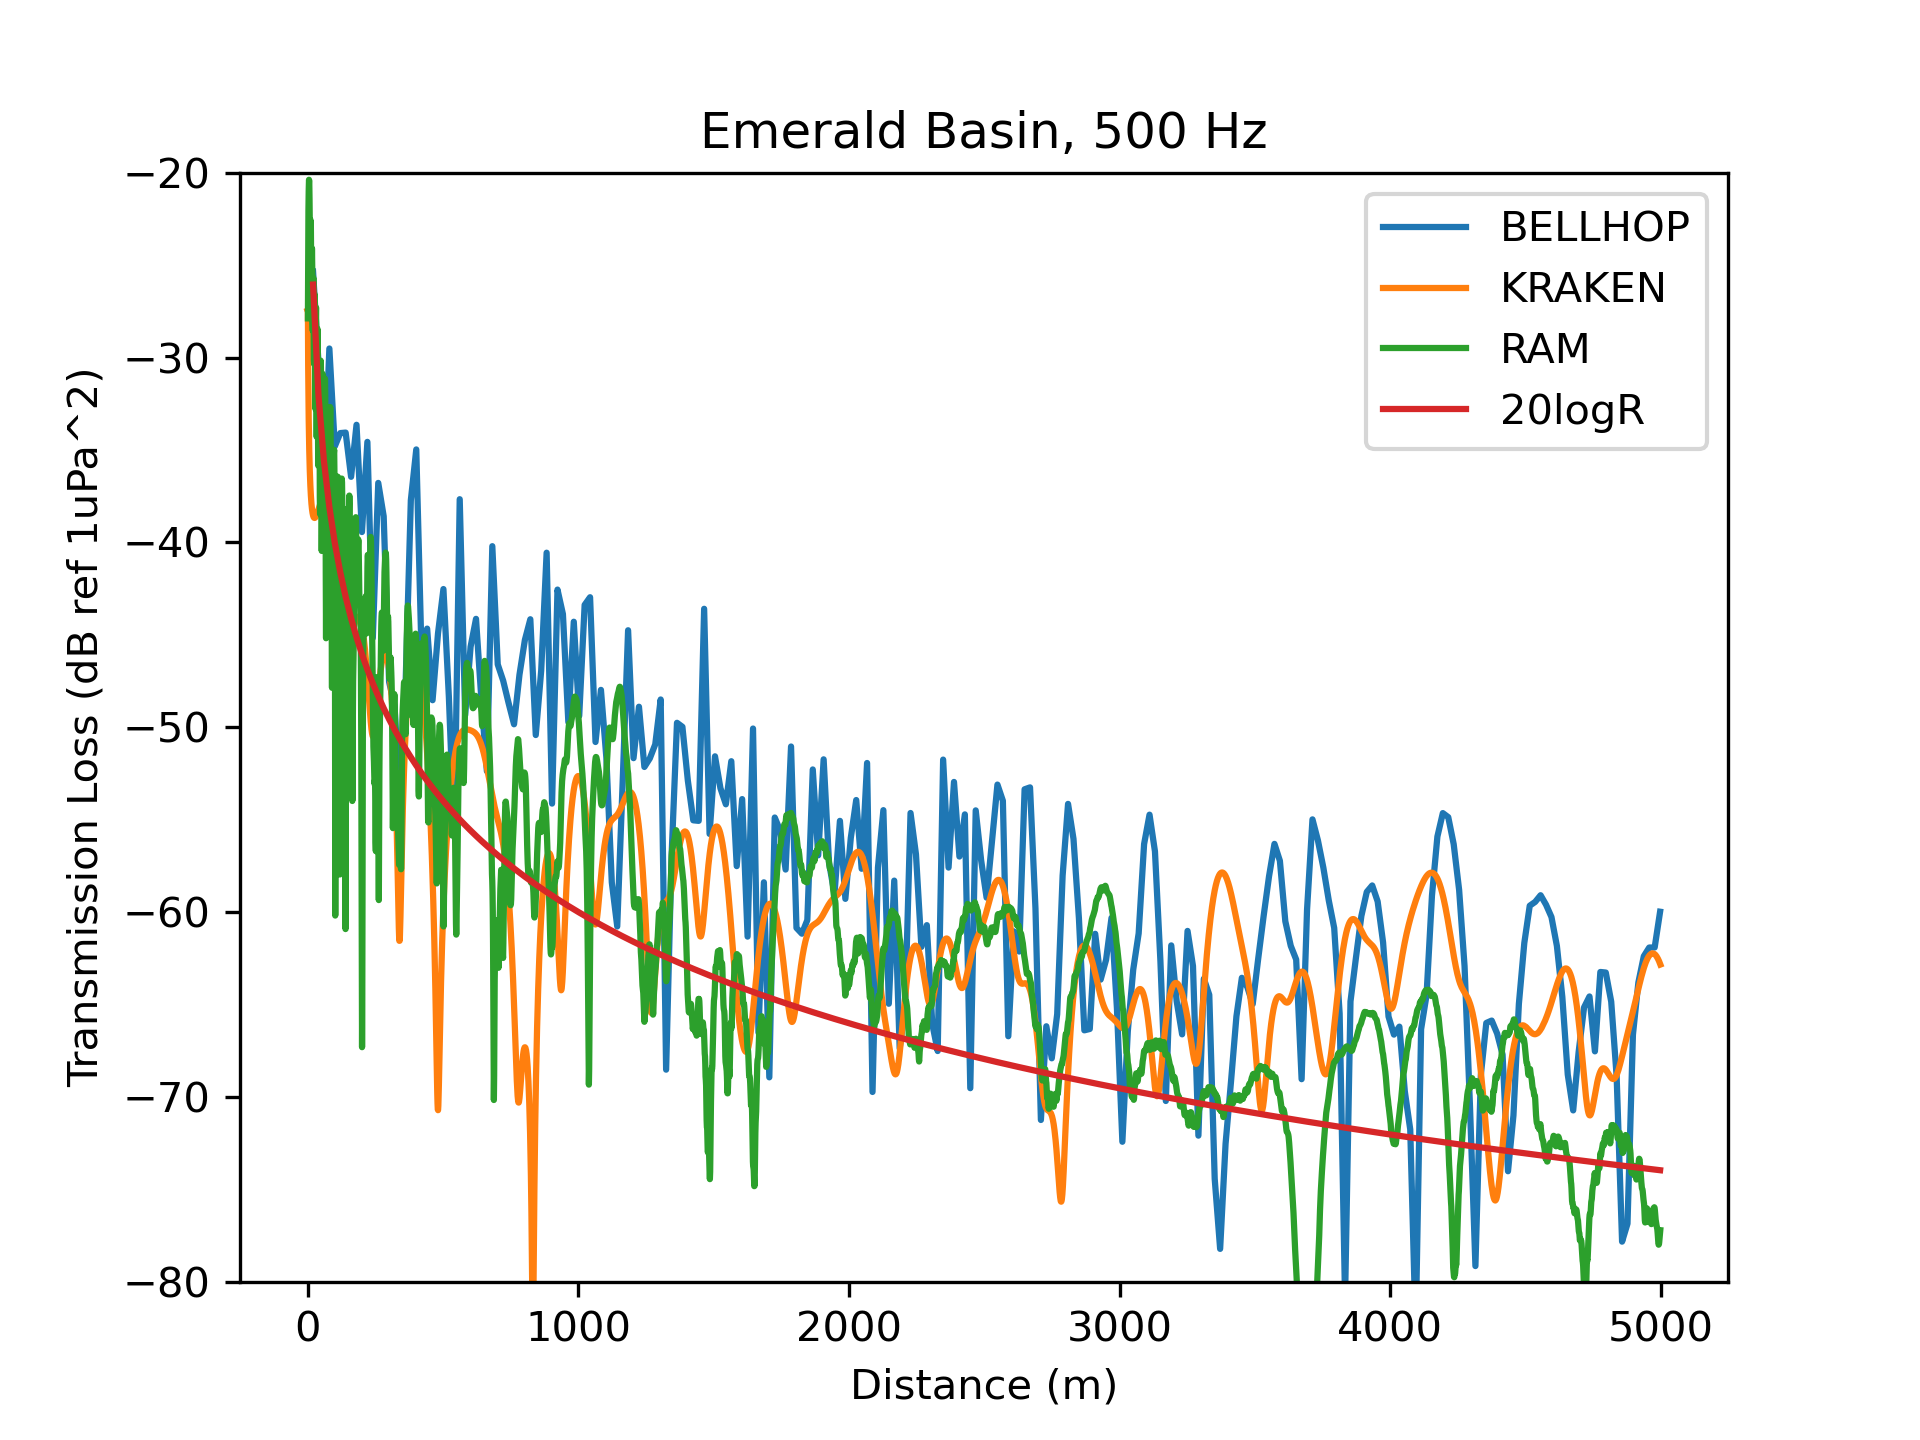 Emerald Basin, 500 Hz
Transmission Loss (dB ref 1uPa^2)
−20
−30
−40
−50
−60
−70
−80
BELLHOP
KRAKEN
RAM
20logR
0
1000
2000
3000
4000
5000
Distance (m)